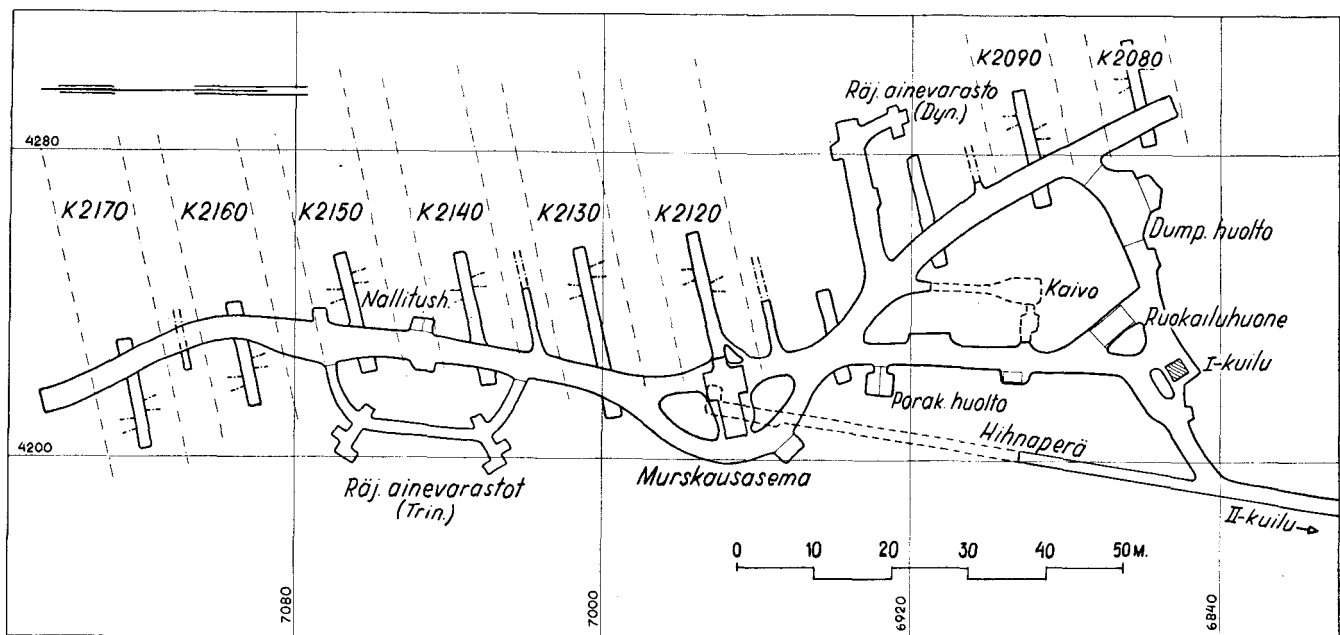 K2090
K2080
Räj. ainevarasto
(Dyn.)
4280
K2170
K2160
K2150
K2140
K2130
K2120
Dump. huolto
Nallitush.
Kaivo
Ruokailuhuone
I-kuilu
Porak. huolto
Hihnaperä
4200
Murskausasema
Räj. ainevarastot
(Trin.)
II-kuilu
0 10 20 30 40 50 M.
7080
7000
6920
6840